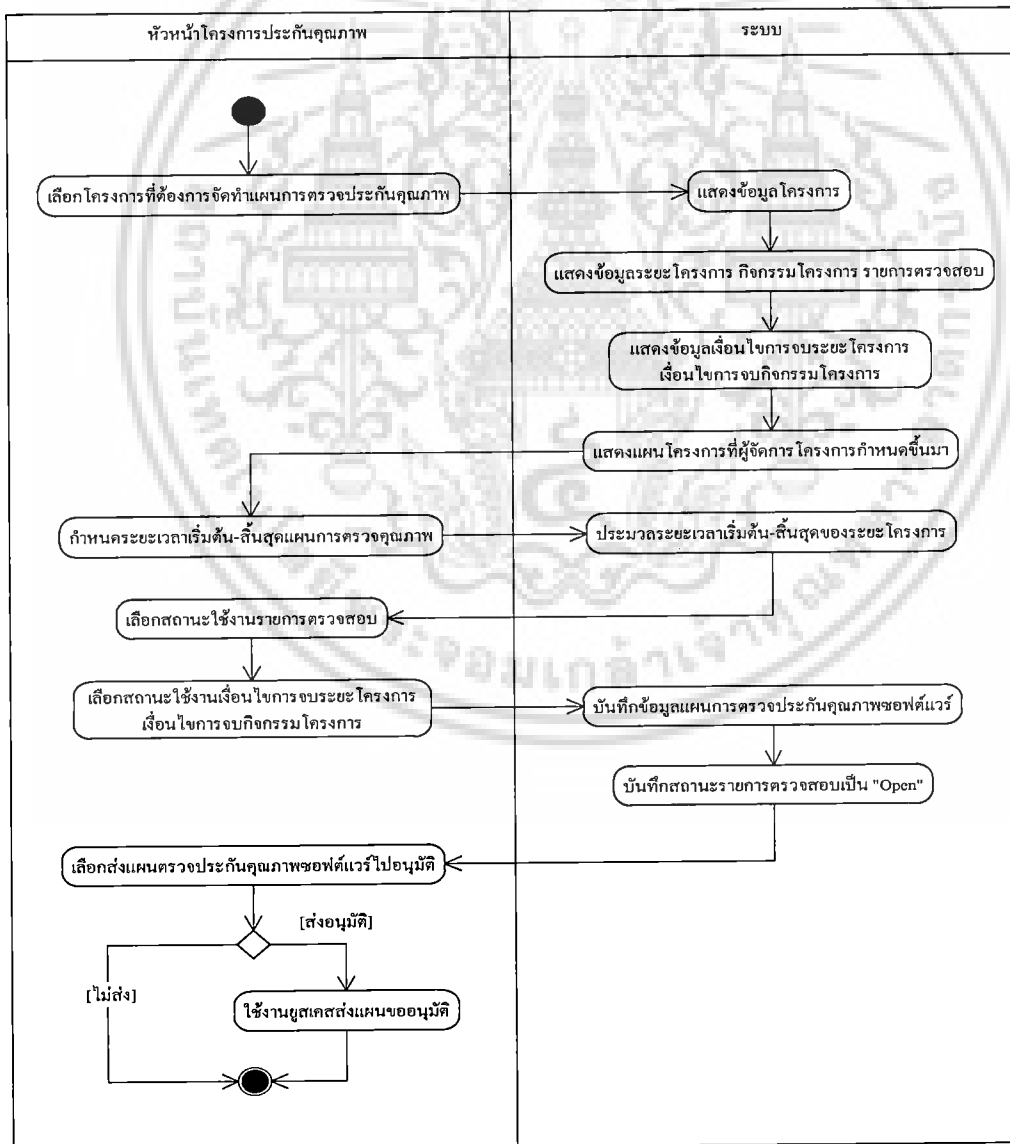 หัวหน้าโครงการประกันคุณภาพ
ระบบ
เลือกโครงการที่ต้องการจัดทำแผนการตรวจประกันคุณภาพ
แสดงข้อมูลโครงการ
แสดงข้อมูลระยะโครงการ กิจกรรมโครงการ รายการตรวจสอบ
แสดงข้อมูลเงื่อนไขการจบระยะโครงการ
เงื่อนไขการจบกิจกรรมโครงการ
แสดงแผนโครงการที่ผู้จัดการโครงการกำหนดขึ้นมา
กำหนดระยะเวลาเริ่มต้น-สิ้นสุดแผนการตรวจคุณภาพ
ประมวลระยะเวลาเริ่มต้น-สิ้นสุดของระยะโครงการ
เลือกสถานะใช้งานรายการตรวจสอบ
เลือกสถานะใช้งานเงื่อนไขการจบระยะโครงการ
เงื่อนไขการจบกิจกรรมโครงการ
บันทึกข้อมูลแผนการตรวจประกันคุณภาพซอฟต์แวร์
บันทึกสถานะรายการตรวจสอบเป็น "Open"
เลือกส่งแผนตรวจประกันคุณภาพซอฟต์แวร์ไปอนุมัติ
[ส่งอนุมัติ]
[ไม่ส่ง]
ใช้งานยูสเคสส่งแผนขออนุมัติ